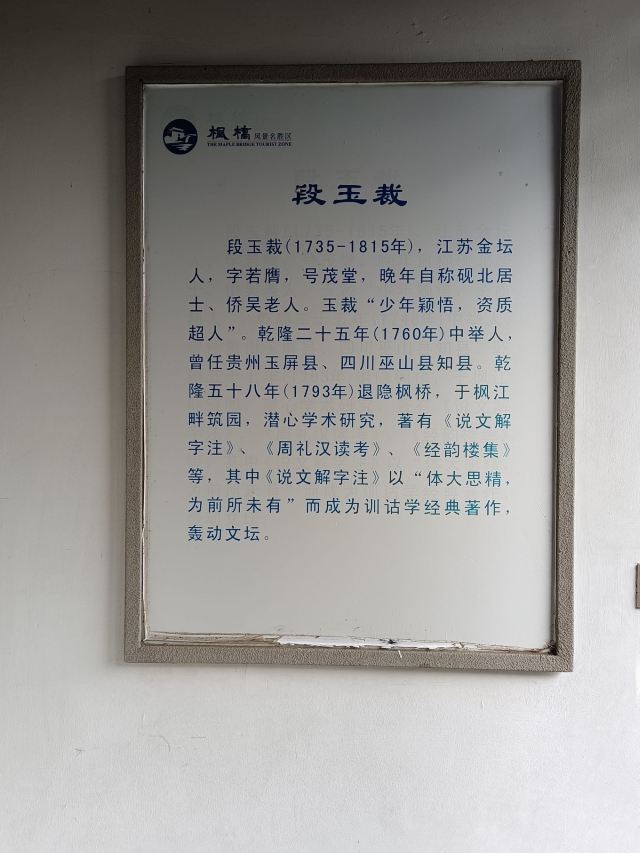 枫橋 风景名胜区
THE MAPLE BRIDGE TOURIST ZONE
段玉裁
段玉裁(1735-1815年)，江苏金坛
人，字若膺，号茂堂，晚年自称砚北居
士、侨吴老人。玉裁“少年颖悟，资质
超人”。乾隆二十五年(1760年)中举人，
曾任贵州玉屏县、四川巫山县知县。乾
隆五十八年(1793年)退隐枫桥，于枫江
畔筑园，潜心学术研究，著有《说文解
字注》、《周礼汉读考》、《经韵楼集》
等，其中《说文解字注》以“体大思精，
为前所未有”而成为训诂学经典著作，
轰动文坛。